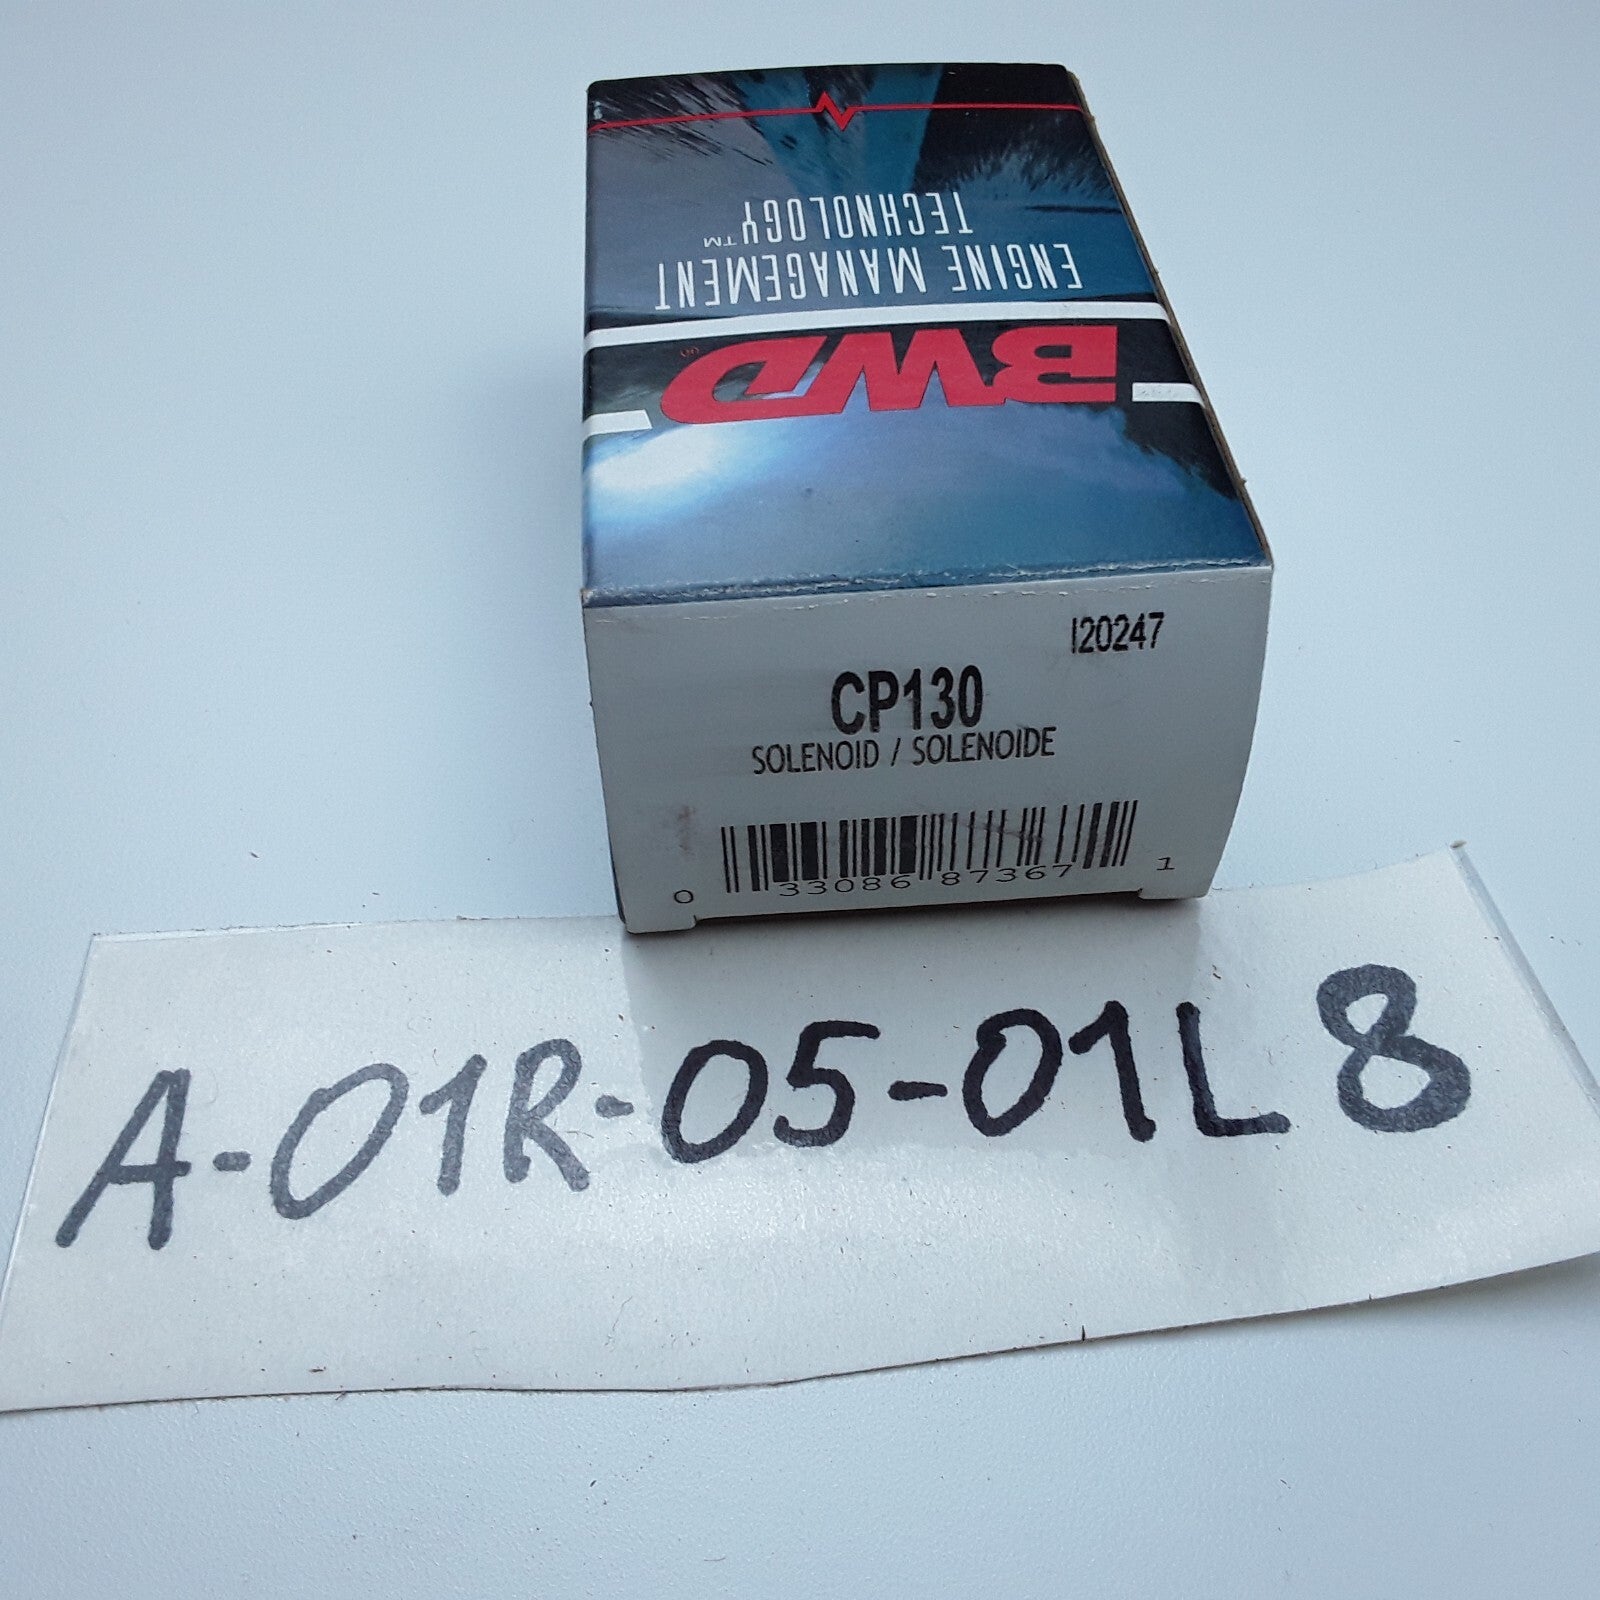 ENGINE MANAGEMENT
TECHNOLOGY™
BWD®
I20247
CP130
SOLENOID / SOLENOIDE
0 33086 87367 1
A-01R-05-01L8